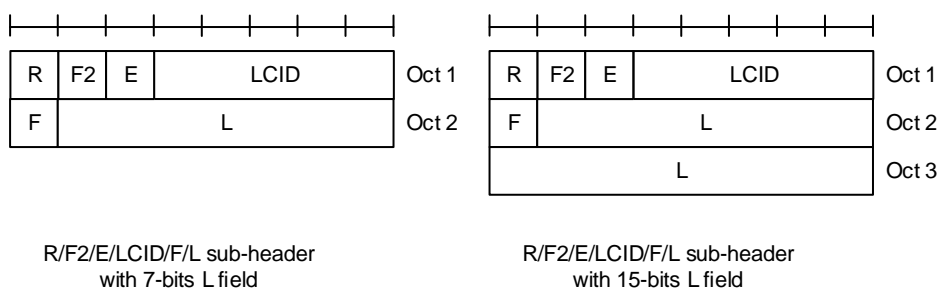 R F2 E LCID Oct 1
F L Oct 2
R/F2/E/LCID/F/L sub-header
with 7-bits L field
R F2 E LCID Oct 1
F L Oct 2
L Oct 3
R/F2/E/LCID/F/L sub-header
with 15-bits L field